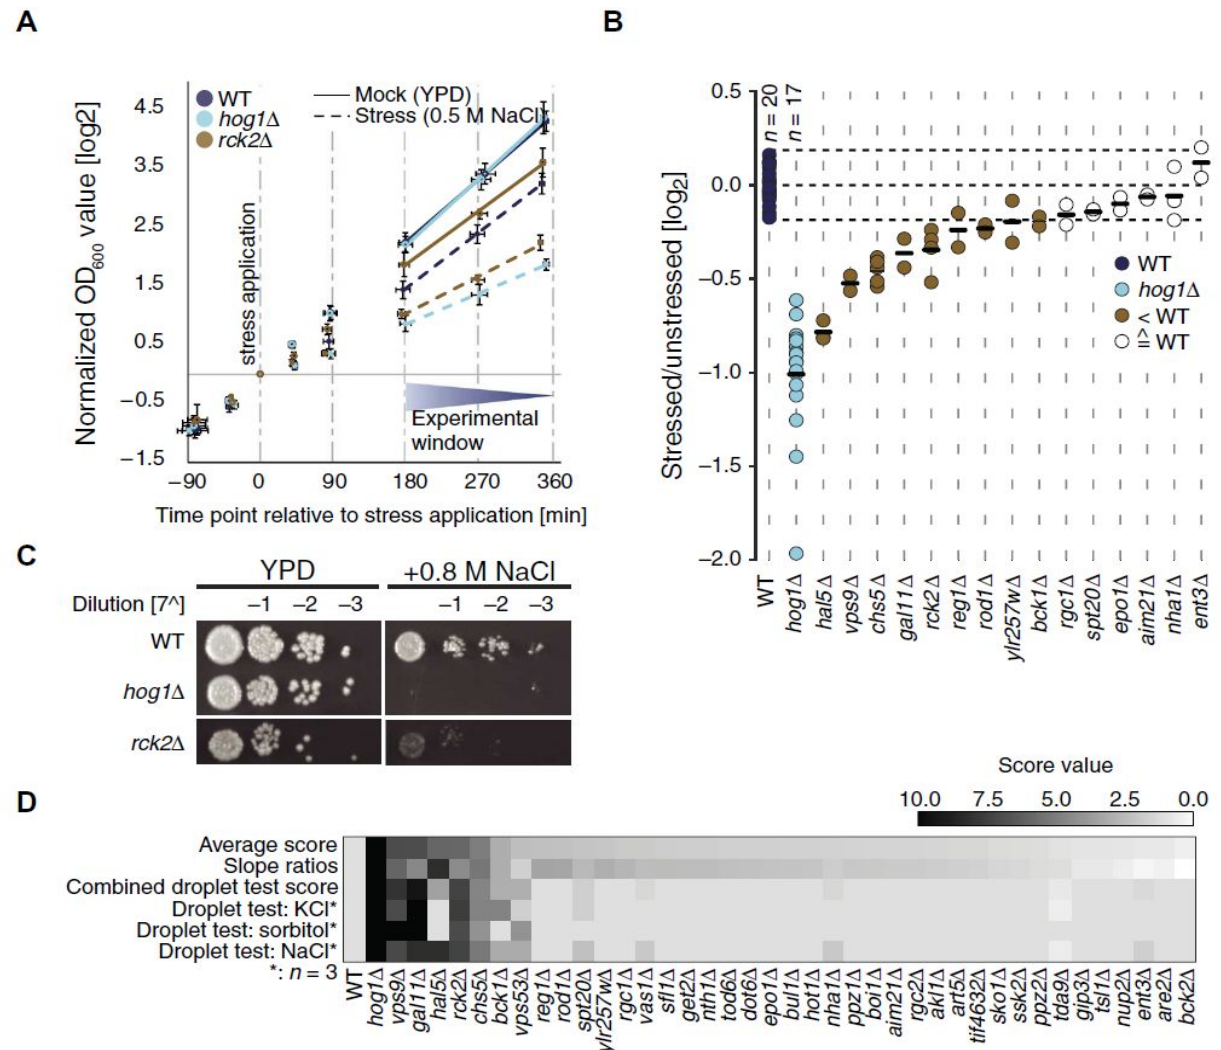 A
Normalized OD600 value [log2]
4.5
3.5
2.5
1.5
0.5
−0.5
−1.5
WT
hog1Δ
rck2Δ
Mock (YPD)
Stress (0.5 M NaCl)
stress application
Experimental
window
−90 0 90 180 270 360
Time point relative to stress application [min]
B
Stressed/unstressed [log2]
0.5
0.0
−0.5
−1.0
−1.5
−2.0
n = 20
n = 17
WT
hog1Δ
< WT
≙ WT
WT
hog1Δ
hal5Δ
vps9Δ
chs5Δ
gal11Δ
rck2Δ
reg1Δ
rod1Δ
ylr257wΔ
bck1Δ
rgc1Δ
spt20Δ
epo1Δ
aim21Δ
nha1Δ
ent3Δ
C
YPD +0.8 M NaCl
Dilution [7^] −1 −2 −3 −1 −2 −3
WT
hog1Δ
rck2Δ
D
Score value
10.0 7.5 5.0 2.5 0.0
Average score
Slope ratios
Combined droplet test score
Droplet test: KCl*
Droplet test: sorbitol*
Droplet test: NaCl*
*: n = 3
WT
hog1Δ
vps9Δ
gal11Δ
hal5Δ
rck2Δ
chs5Δ
bck1Δ
vps53Δ
reg1Δ
rod1Δ
spt20Δ
ylr257wΔ
rgc1Δ
vas1Δ
sfl1Δ
get2Δ
nth1Δ
tod6Δ
dot6Δ
epo1Δ
bul1Δ
hot1Δ
nha1Δ
ppz1Δ
boi1Δ
aim21Δ
rgc2Δ
akl1Δ
art5Δ
tif4632Δ
sko1Δ
ssk2Δ
ppz2Δ
tda9Δ
gip3Δ
tsl1Δ
nup2Δ
ent3Δ
are2Δ
bck2Δ